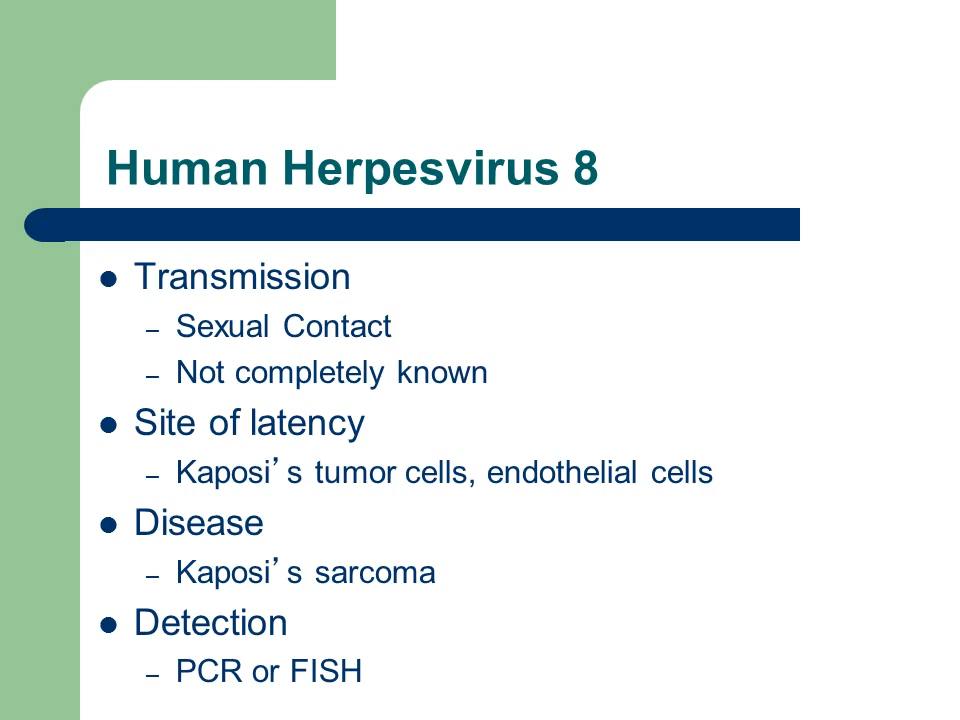 Human Herpesvirus 8
● Transmission
– Sexual Contact
– Not completely known
● Site of latency
– Kaposi’s tumor cells, endothelial cells
● Disease
– Kaposi’s sarcoma
● Detection
– PCR or FISH